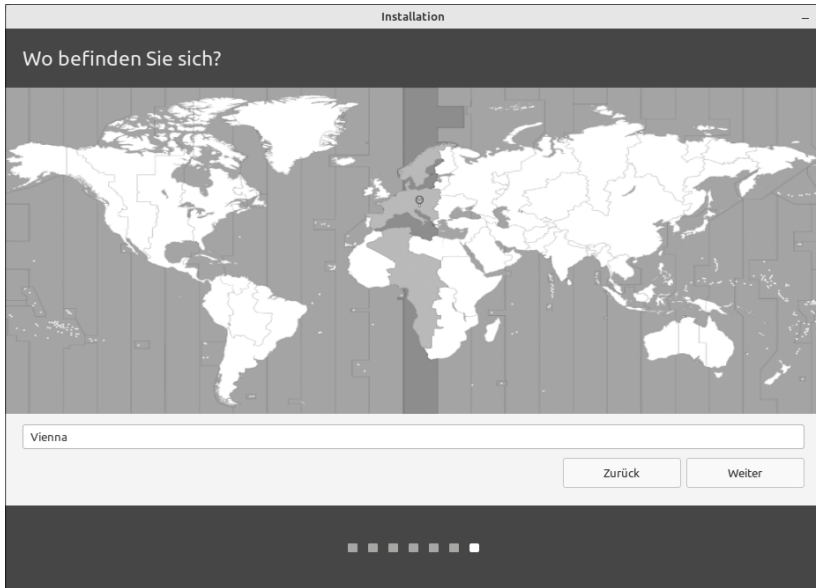 Installation
Wo befinden Sie sich?
Vienna
Zurück
Weiter